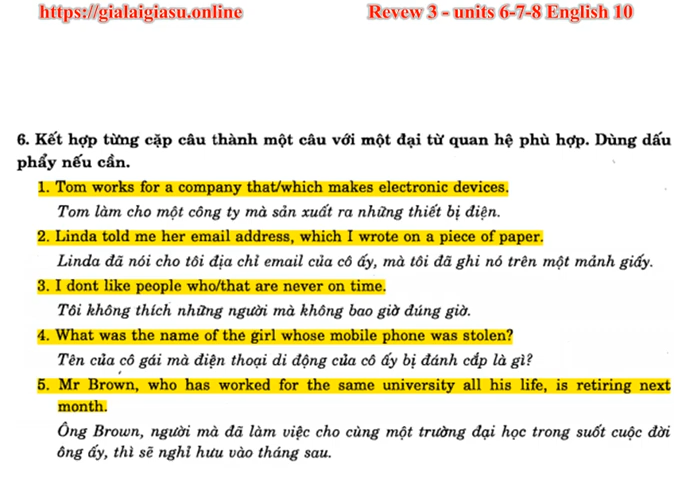 https://gialaigiasu.online Revew 3 - units 6-7-8 English 10
6. Kết hợp từng cặp câu thành một câu với một đại từ quan hệ phù hợp. Dùng dấu
phẩy nếu cần.
1. Tom works for a company that/which makes electronic devices.
Tom làm cho một công ty mà sản xuất ra những thiết bị điện.
2. Linda told me her email address, which I wrote on a piece of paper.
Linda đã nói cho tôi địa chỉ email của cô ấy, mà tôi đã ghi nó trên một mảnh giấy.
3. I dont like people who/that are never on time.
Tôi không thích những người mà không bao giờ đúng giờ.
4. What was the name of the girl whose mobile phone was stolen?
Tên của cô gái mà điện thoại di động của cô ấy bị đánh cắp là gì?
5. Mr Brown, who has worked for the same university all his life, is retiring next
month.
Ông Brown, người mà đã làm việc cho cùng một trường đại học trong suốt cuộc đời
ông ấy, thì sẽ nghỉ hưu vào tháng sau.